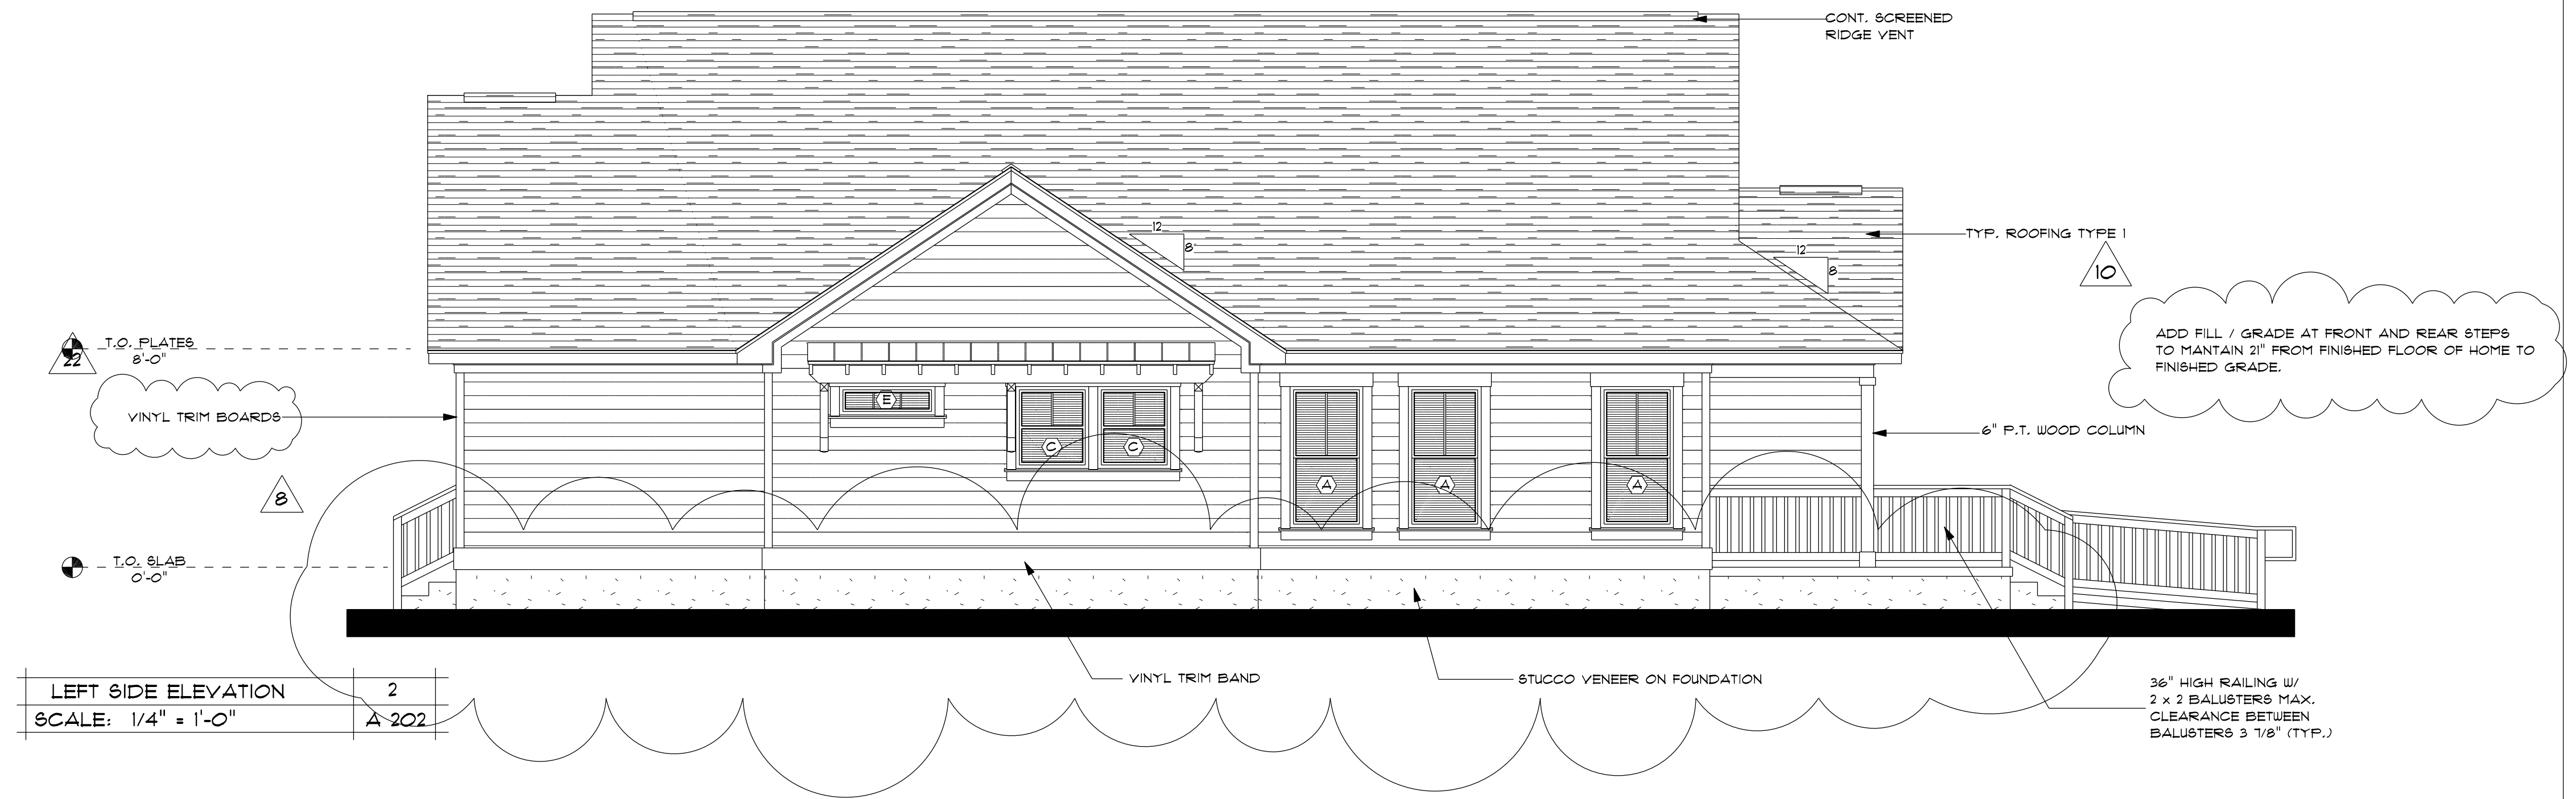 CONT. SCREENED
RIDGE VENT
12
8
TYP. ROOFING TYPE 1
12
8
10
ADD FILL / GRADE AT FRONT AND REAR STEPS
TO MANTAIN 21" FROM FINISHED FLOOR OF HOME TO
FINISHED GRADE.
T.O. PLATES
8'-0"
22
VINYL TRIM BOARDS
E
C
C
6" P.T. WOOD COLUMN
A
A
A
8
T.O. SLAB
0'-0"
VINYL TRIM BAND
STUCCO VENEER ON FOUNDATION
36" HIGH RAILING W/
2 x 2 BALUSTERS MAX.
CLEARANCE BETWEEN
BALUSTERS 3 7/8" (TYP.)
LEFT SIDE ELEVATION 2
SCALE: 1/4" = 1'-0" A 202